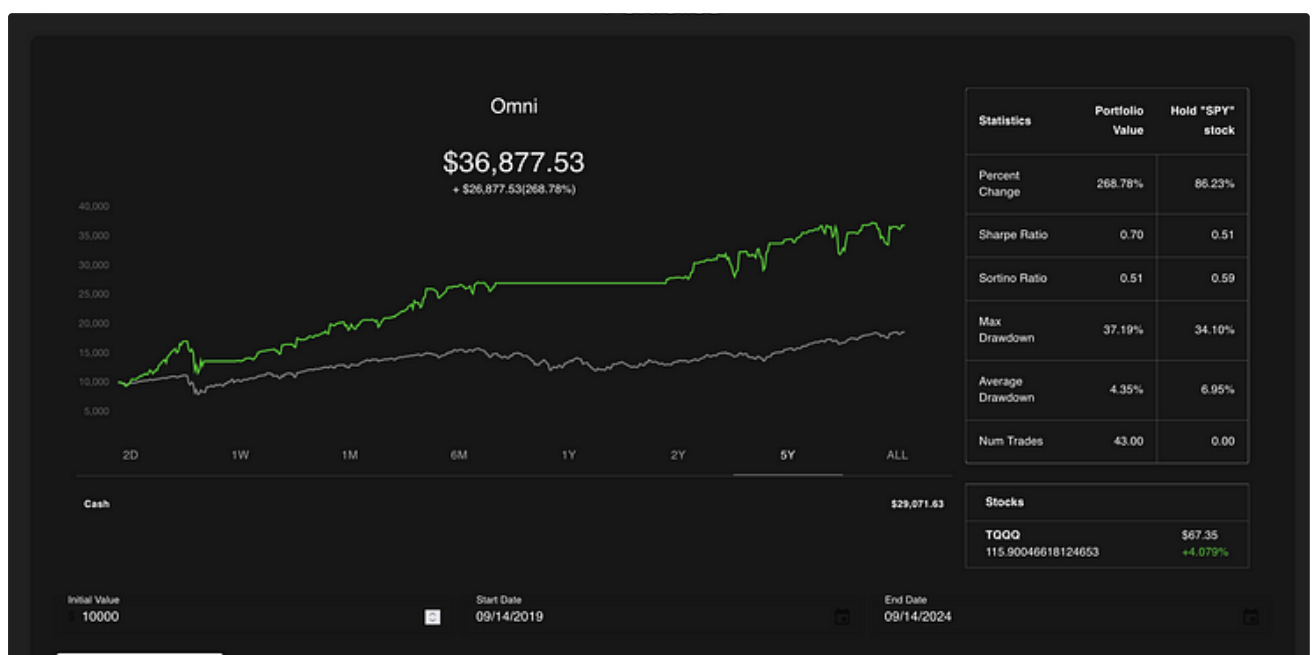 Omni
$36,877.53
+ $26,877.53(268.78%)
40,000
35,000
30,000
25,000
20,000
15,000
10,000
5,000
2D 1W 1M 6M 1Y 2Y 5Y ALL
Cash $29,071.63
Statistics Portfolio Value Hold "SPY" stock
Percent Change 268.78% 86.23%
Sharpe Ratio 0.70 0.51
Sortino Ratio 0.51 0.59
Max Drawdown 37.19% 34.10%
Average Drawdown 4.35% 6.95%
Num Trades 43.00 0.00
Stocks
TQQQ $67.35
115.90046618124653 +4.079%
Initial Value Start Date End Date
$ 10000 09/14/2019 09/14/2024